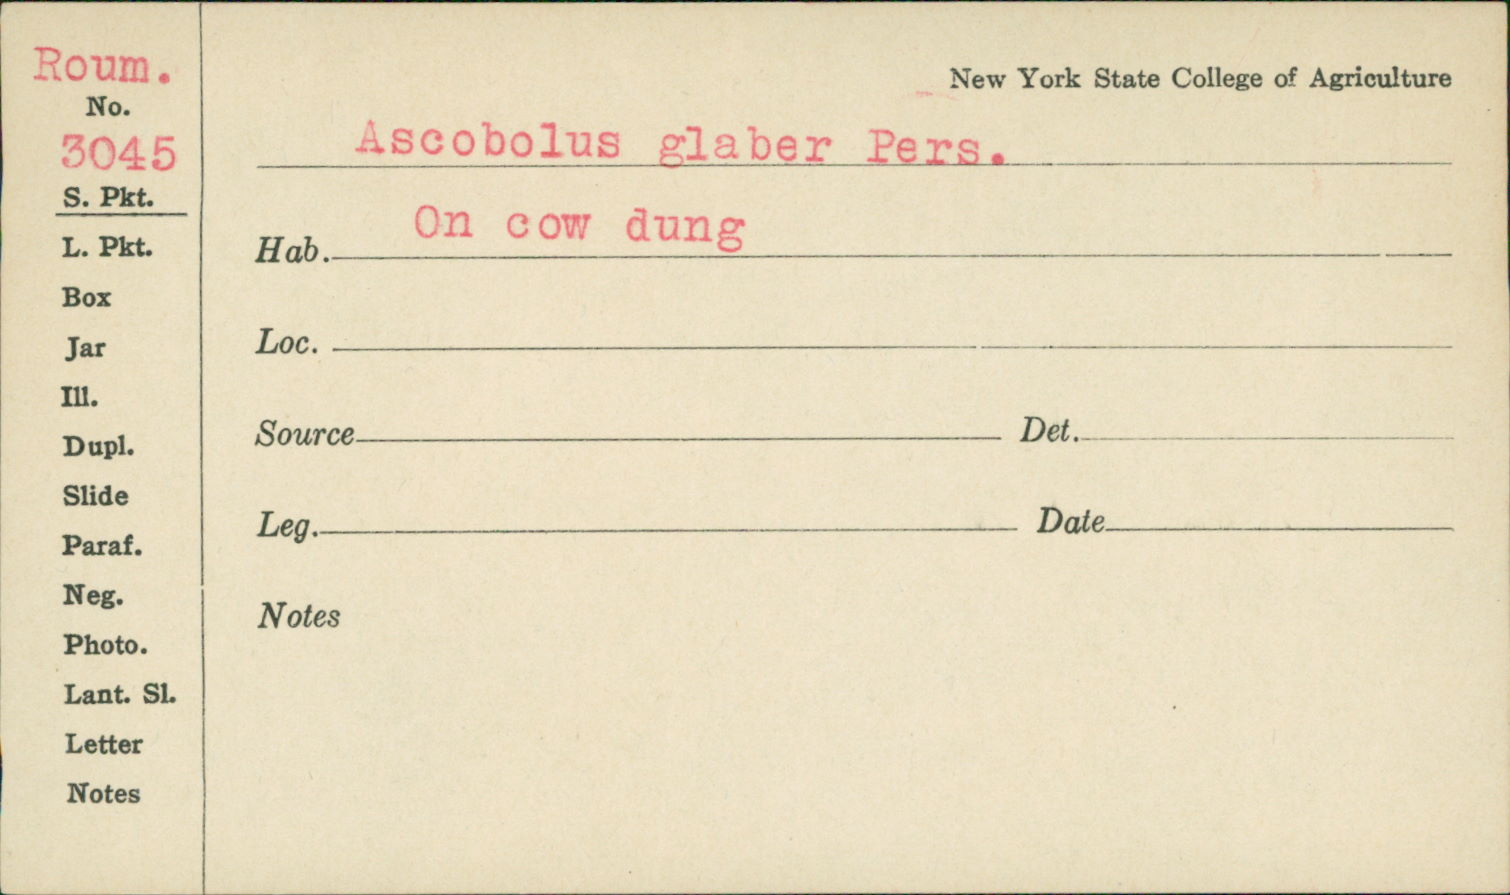 Roum.
No.
3045
S. Pkt.
L. Pkt.
Box
Jar
Ill.
Dupl.
Slide
Paraf.
Neg.
Photo.
Lant. Sl.
Letter
Notes
New York State College of Agriculture
Ascobolus glaber Pers.
Hab. On cow dung
Loc.
Source Det.
Leg. Date
Notes